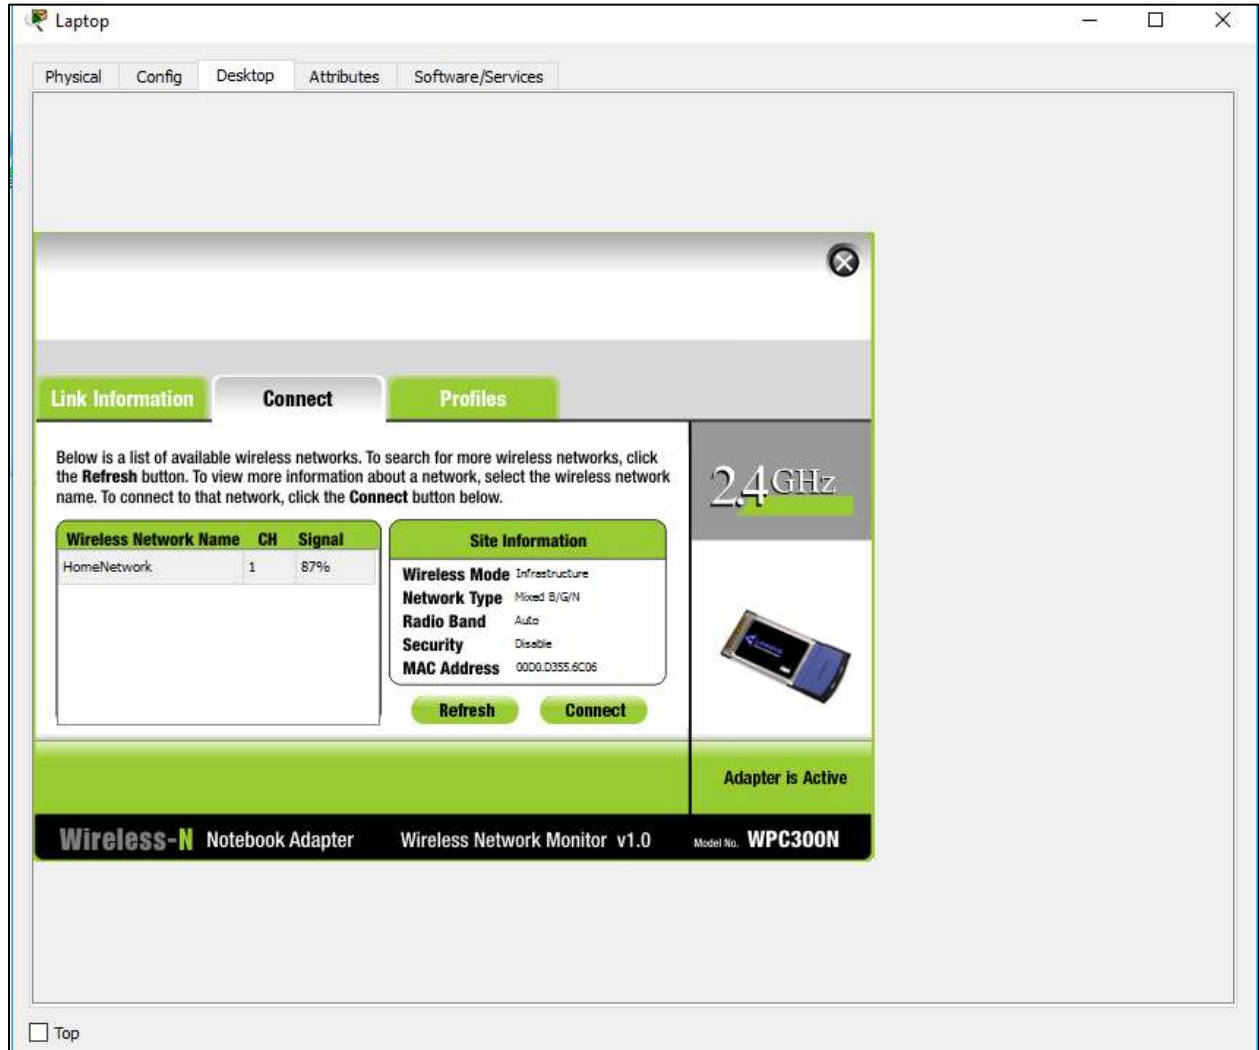 Laptop
Physical Config Desktop Attributes Software/Services
Link Information Connect Profiles
Below is a list of available wireless networks. To search for more wireless networks, click
the Refresh button. To view more information about a network, select the wireless network
name. To connect to that network, click the Connect button below.
2.4GHz
Wireless Network Name CH Signal
HomeNetwork 1 87%
Site Information
Wireless Mode Infrastructure
Network Type Mixed B/G/N
Radio Band Auto
Security Disable
MAC Address 00D0.D355.6C06
Refresh Connect
Adapter is Active
Wireless-N Notebook Adapter Wireless Network Monitor v1.0 Model No. WPC300N
Top